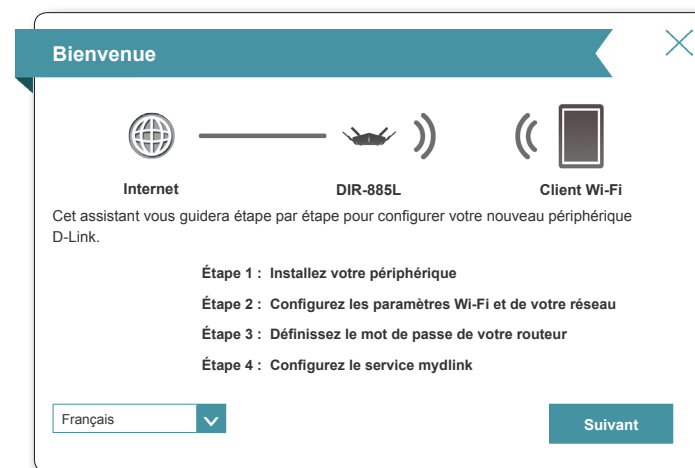 Bienvenue
Internet
DIR-885L
Client Wi-Fi
Cet assistant vous guidera étape par étape pour configurer votre nouveau périphérique
D-Link.
Étape 1 : Installez votre périphérique
Étape 2 : Configurez les paramètres Wi-Fi et de votre réseau
Étape 3 : Définissez le mot de passe de votre routeur
Étape 4 : Configurez le service mydlink
Français
Suivant